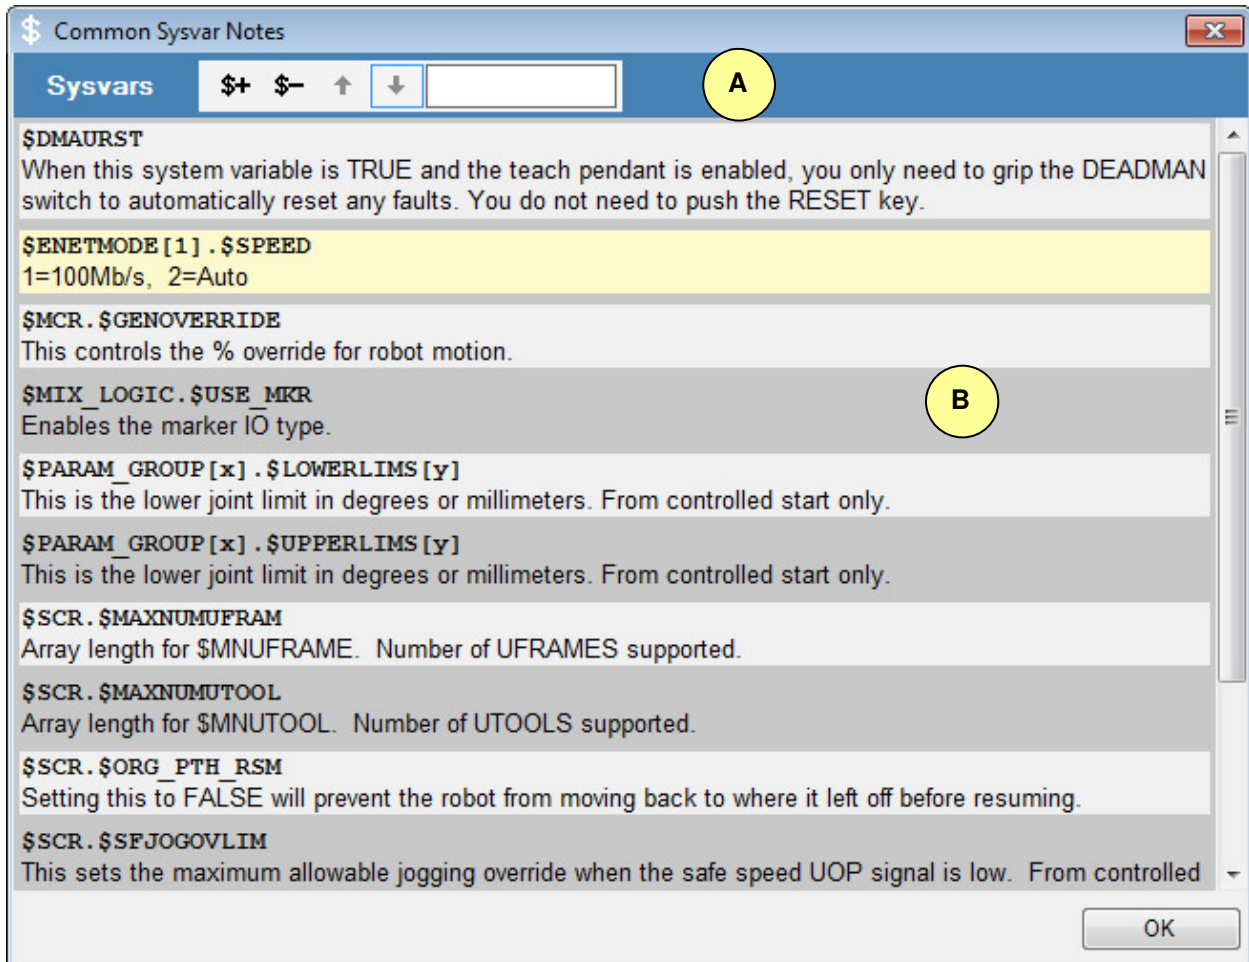 Common Sysvar Notes
Sysvars $+ $− A
$DMAURST
When this system variable is TRUE and the teach pendant is enabled, you only need to grip the DEADMAN
switch to automatically reset any faults. You do not need to push the RESET key.
$ENETMODE[1].$SPEED
1=100Mb/s, 2=Auto
$MCR.$GENOVERRIDE
This controls the % override for robot motion.
$MIX_LOGIC.$USE_MKR
Enables the marker IO type.
B
$PARAM_GROUP[x].$LOWERLIMS[y]
This is the lower joint limit in degrees or millimeters. From controlled start only.
$PARAM_GROUP[x].$UPPERLIMS[y]
This is the lower joint limit in degrees or millimeters. From controlled start only.
$SCR.$MAXNUMUFRAM
Array length for $MNUFRAME. Number of UFRAMES supported.
$SCR.$MAXNUMUTOOL
Array length for $MNUTOOL. Number of UTOOLS supported.
$SCR.$ORG_PTH_RSM
Setting this to FALSE will prevent the robot from moving back to where it left off before resuming.
$SCR.$SFJOGOVLIM
This sets the maximum allowable jogging override when the safe speed UOP signal is low. From controlled
OK